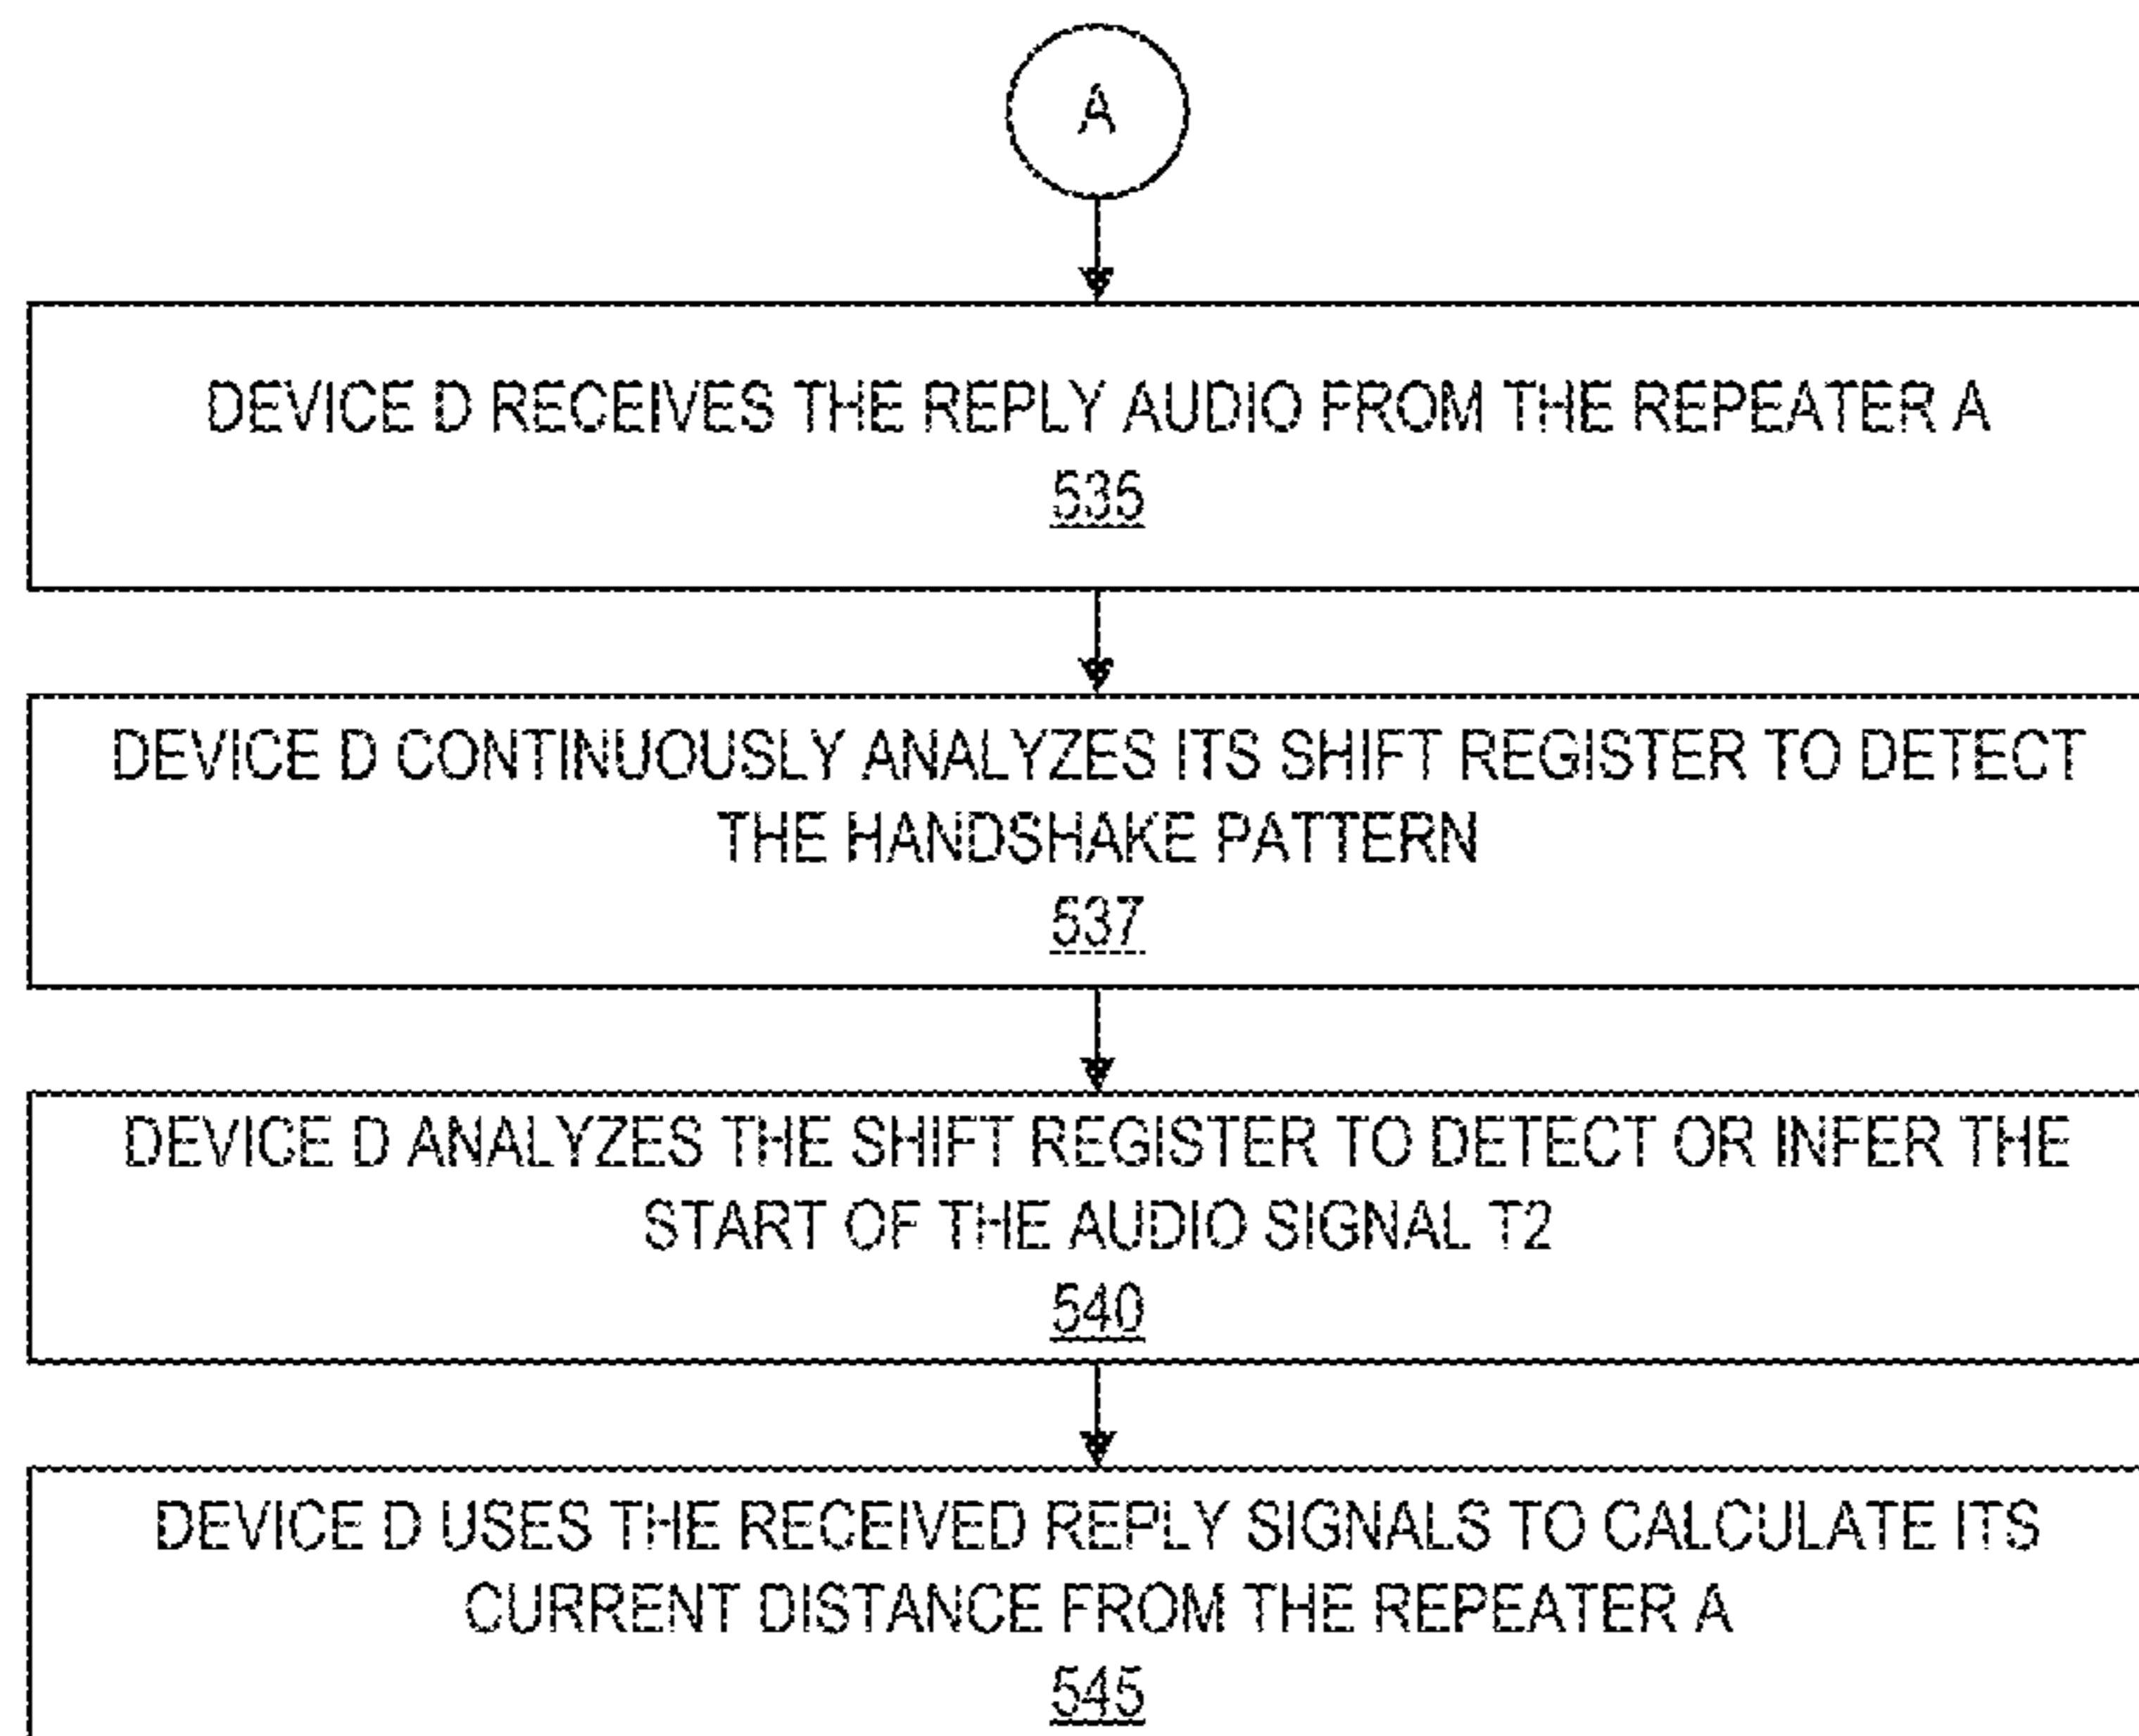 A
DEVICE D RECEIVES THE REPLY AUDIO FROM THE REPEATER A
535
DEVICE D CONTINUOUSLY ANALYZES ITS SHIFT REGISTER TO DETECT
THE HANDSHAKE PATTERN
537
DEVICE D ANALYZES THE SHIFT REGISTER TO DETECT OR INFER THE
START OF THE AUDIO SIGNAL T2
540
DEVICE D USES THE RECEIVED REPLY SIGNALS TO CALCULATE ITS
CURRENT DISTANCE FROM THE REPEATER A
545